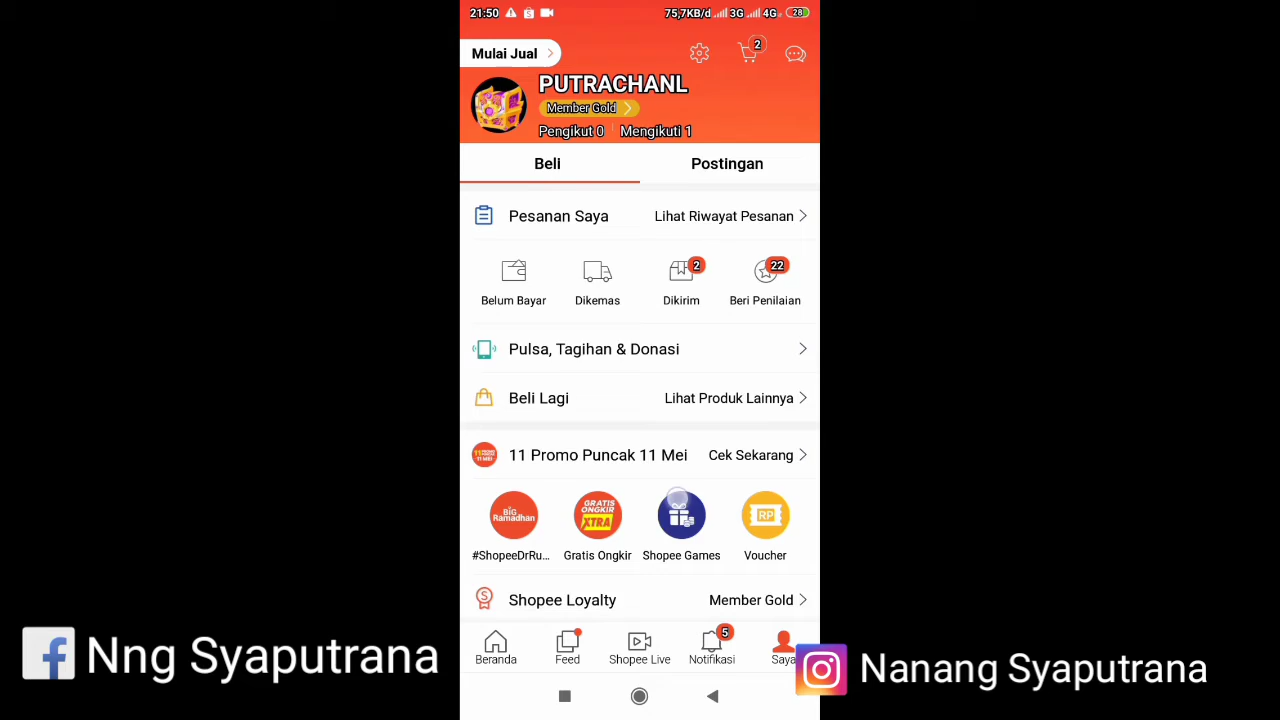 21:50
75,7KB/d 3G 4G 28
Mulai Jual
2
PUTRACHANL
Member Gold
Pengikut 0 Mengikuti 1
Beli Postingan
Pesanan Saya Lihat Riwayat Pesanan
2 22
Belum Bayar Dikemas Dikirim Beri Penilaian
Pulsa, Tagihan & Donasi
Beli Lagi Lihat Produk Lainnya
11 Promo Puncak 11 Mei Cek Sekarang
BIG Ramadhan
GRATIS ONGKIR XTRA
RP
#ShopeeDrRu... Gratis Ongkir Shopee Games Voucher
Shopee Loyalty Member Gold
5
Beranda Feed Shopee Live Notifikasi Saya
Nng Syaputrana
Nanang Syaputrana